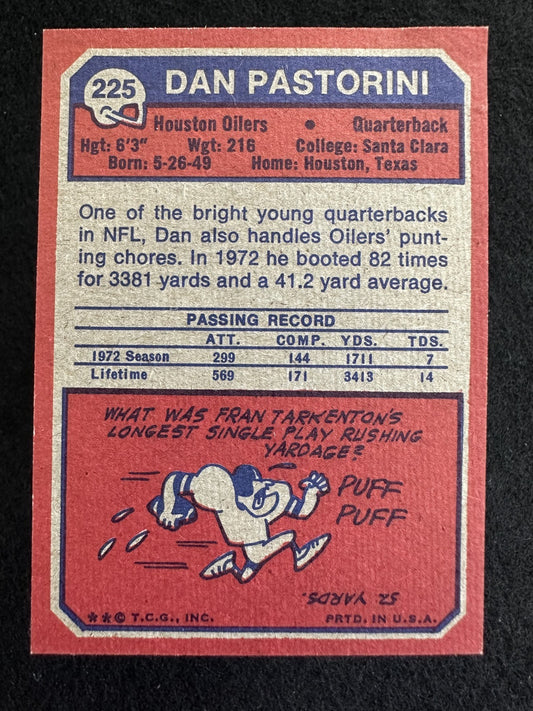 225 DAN PASTORINI
Houston Oilers • Quarterback
Hgt: 6'3" Wgt: 216 College: Santa Clara
Born: 5-26-49 Home: Houston, Texas
One of the bright young quarterbacks
in NFL, Dan also handles Oilers' punt-
ing chores. In 1972 he booted 82 times
for 3381 yards and a 41.2 yard average.
PASSING RECORD
ATT. COMP. YDS. TDS.
1972 Season 299 144 1711 7
Lifetime 569 171 3413 14
WHAT WAS FRAN TARKENTON'S
LONGEST SINGLE PLAY RUSHING
YARDAGE?
PUFF
PUFF
52 YARDS.
**© T.C.G., INC. PRTD. IN U.S.A.